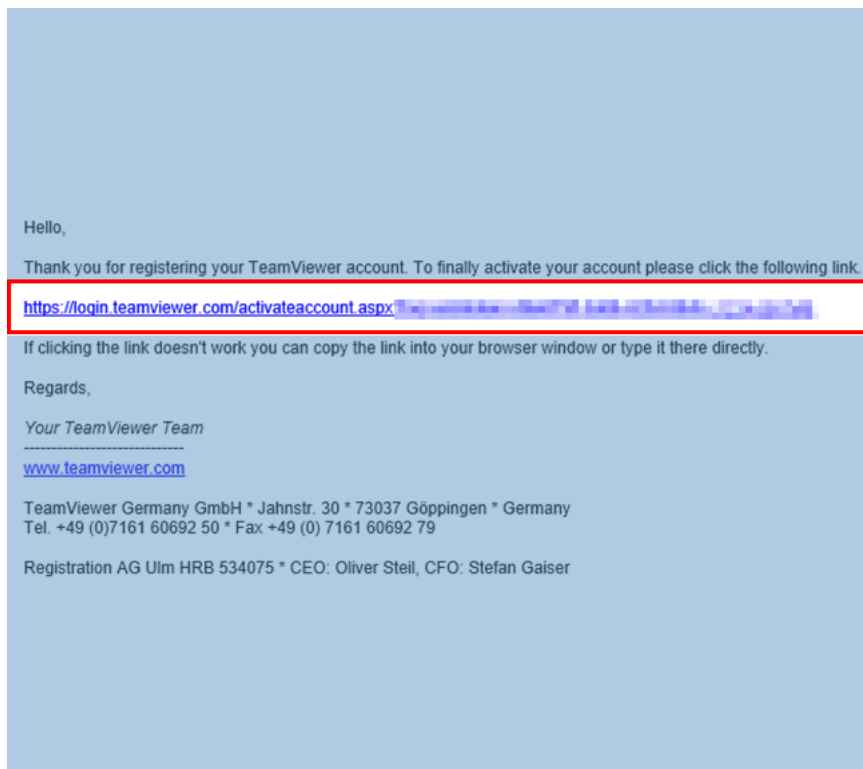 Hello,
Thank you for registering your TeamViewer account. To finally activate your account please click the following link.
https://login.teamviewer.com/activateaccount.aspx
If clicking the link doesn't work you can copy the link into your browser window or type it there directly.
Regards,
Your TeamViewer Team
-----------------------------
www.teamviewer.com
TeamViewer Germany GmbH * Jahnstr. 30 * 73037 Göppingen * Germany
Tel. +49 (0)7161 60692 50 * Fax +49 (0) 7161 60692 79
Registration AG Ulm HRB 534075 * CEO: Oliver Steil, CFO: Stefan Gaiser